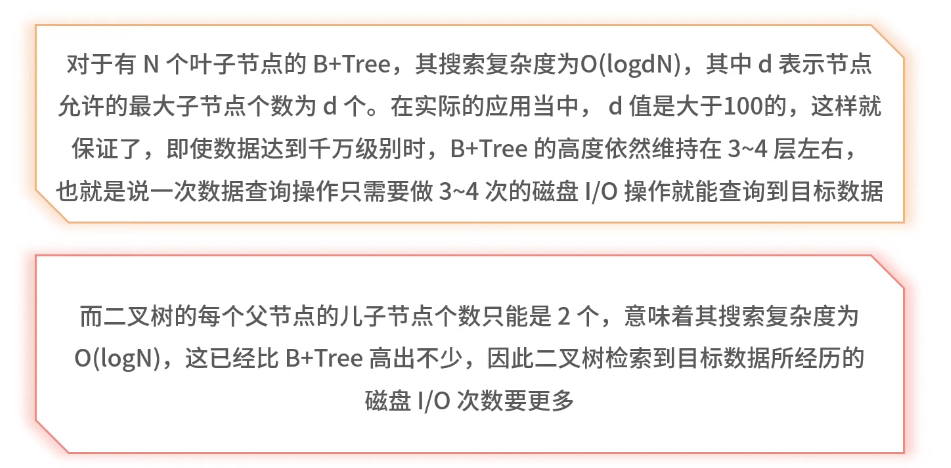 对于有 N 个叶子节点的 B+Tree，其搜索复杂度为O(logdN)，其中 d 表示节点
允许的最大子节点个数为 d 个。在实际的应用当中， d 值是大于100的，这样就
保证了，即使数据达到千万级别时，B+Tree 的高度依然维持在 3~4 层左右，
也就是说一次数据查询操作只需要做 3~4 次的磁盘 I/O 操作就能查询到目标数据
而二叉树的每个父节点的儿子节点个数只能是 2 个，意味着其搜索复杂度为
O(logN)，这已经比 B+Tree 高出不少，因此二叉树检索到目标数据所经历的
磁盘 I/O 次数要更多